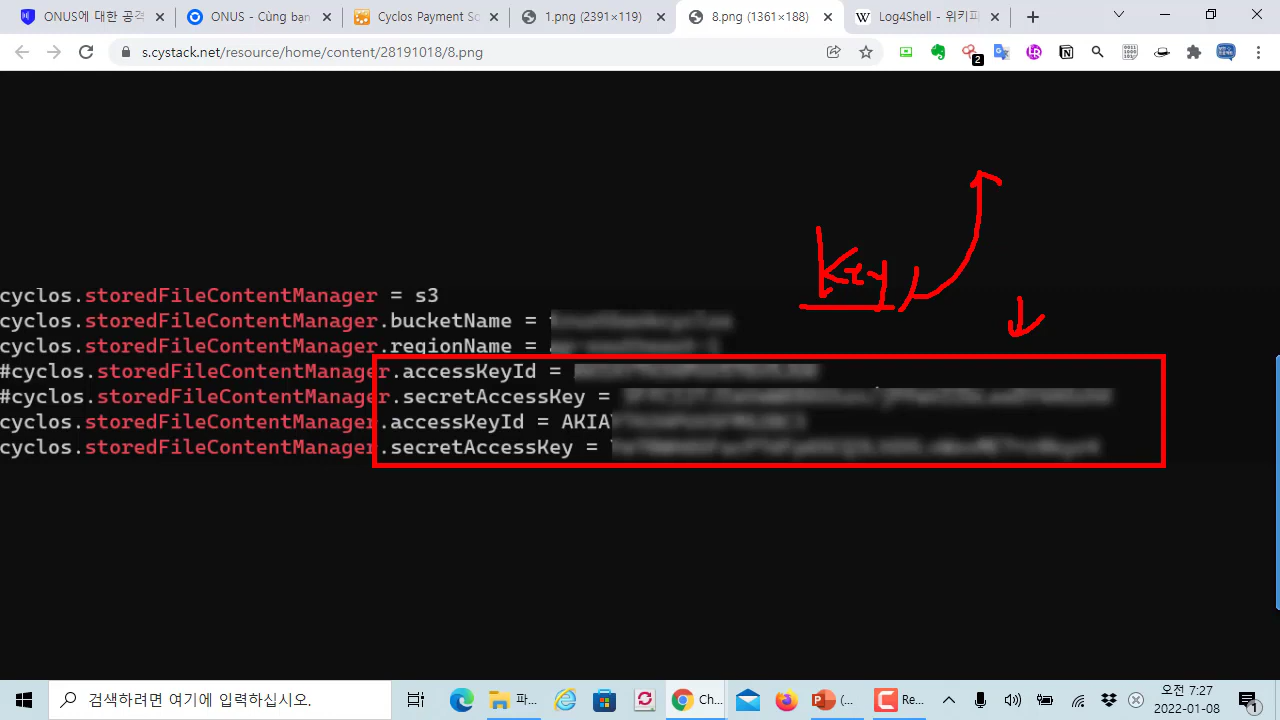 ONUS에 대한 공격
ONUS - Cùng ban
Cyclos Payment So
1.png (2391×119)
8.png (1361×188)
Log4Shell - 위키피
s.cystack.net/resource/home/content/28191018/8.png
2
Key
cyclos.storedFileContentManager = s3
cyclos.storedFileContentManager.bucketName =
cyclos.storedFileContentManager.regionName =
#cyclos.storedFileContentManager.accessKeyId =
#cyclos.storedFileContentManager.secretAccessKey =
cyclos.storedFileContentManager.accessKeyId = AKIA
cyclos.storedFileContentManager.secretAccessKey =
검색하려면 여기에 입력하십시오.
파...
Ch...
(...
Re...
오전 7:27
2022-01-08
1